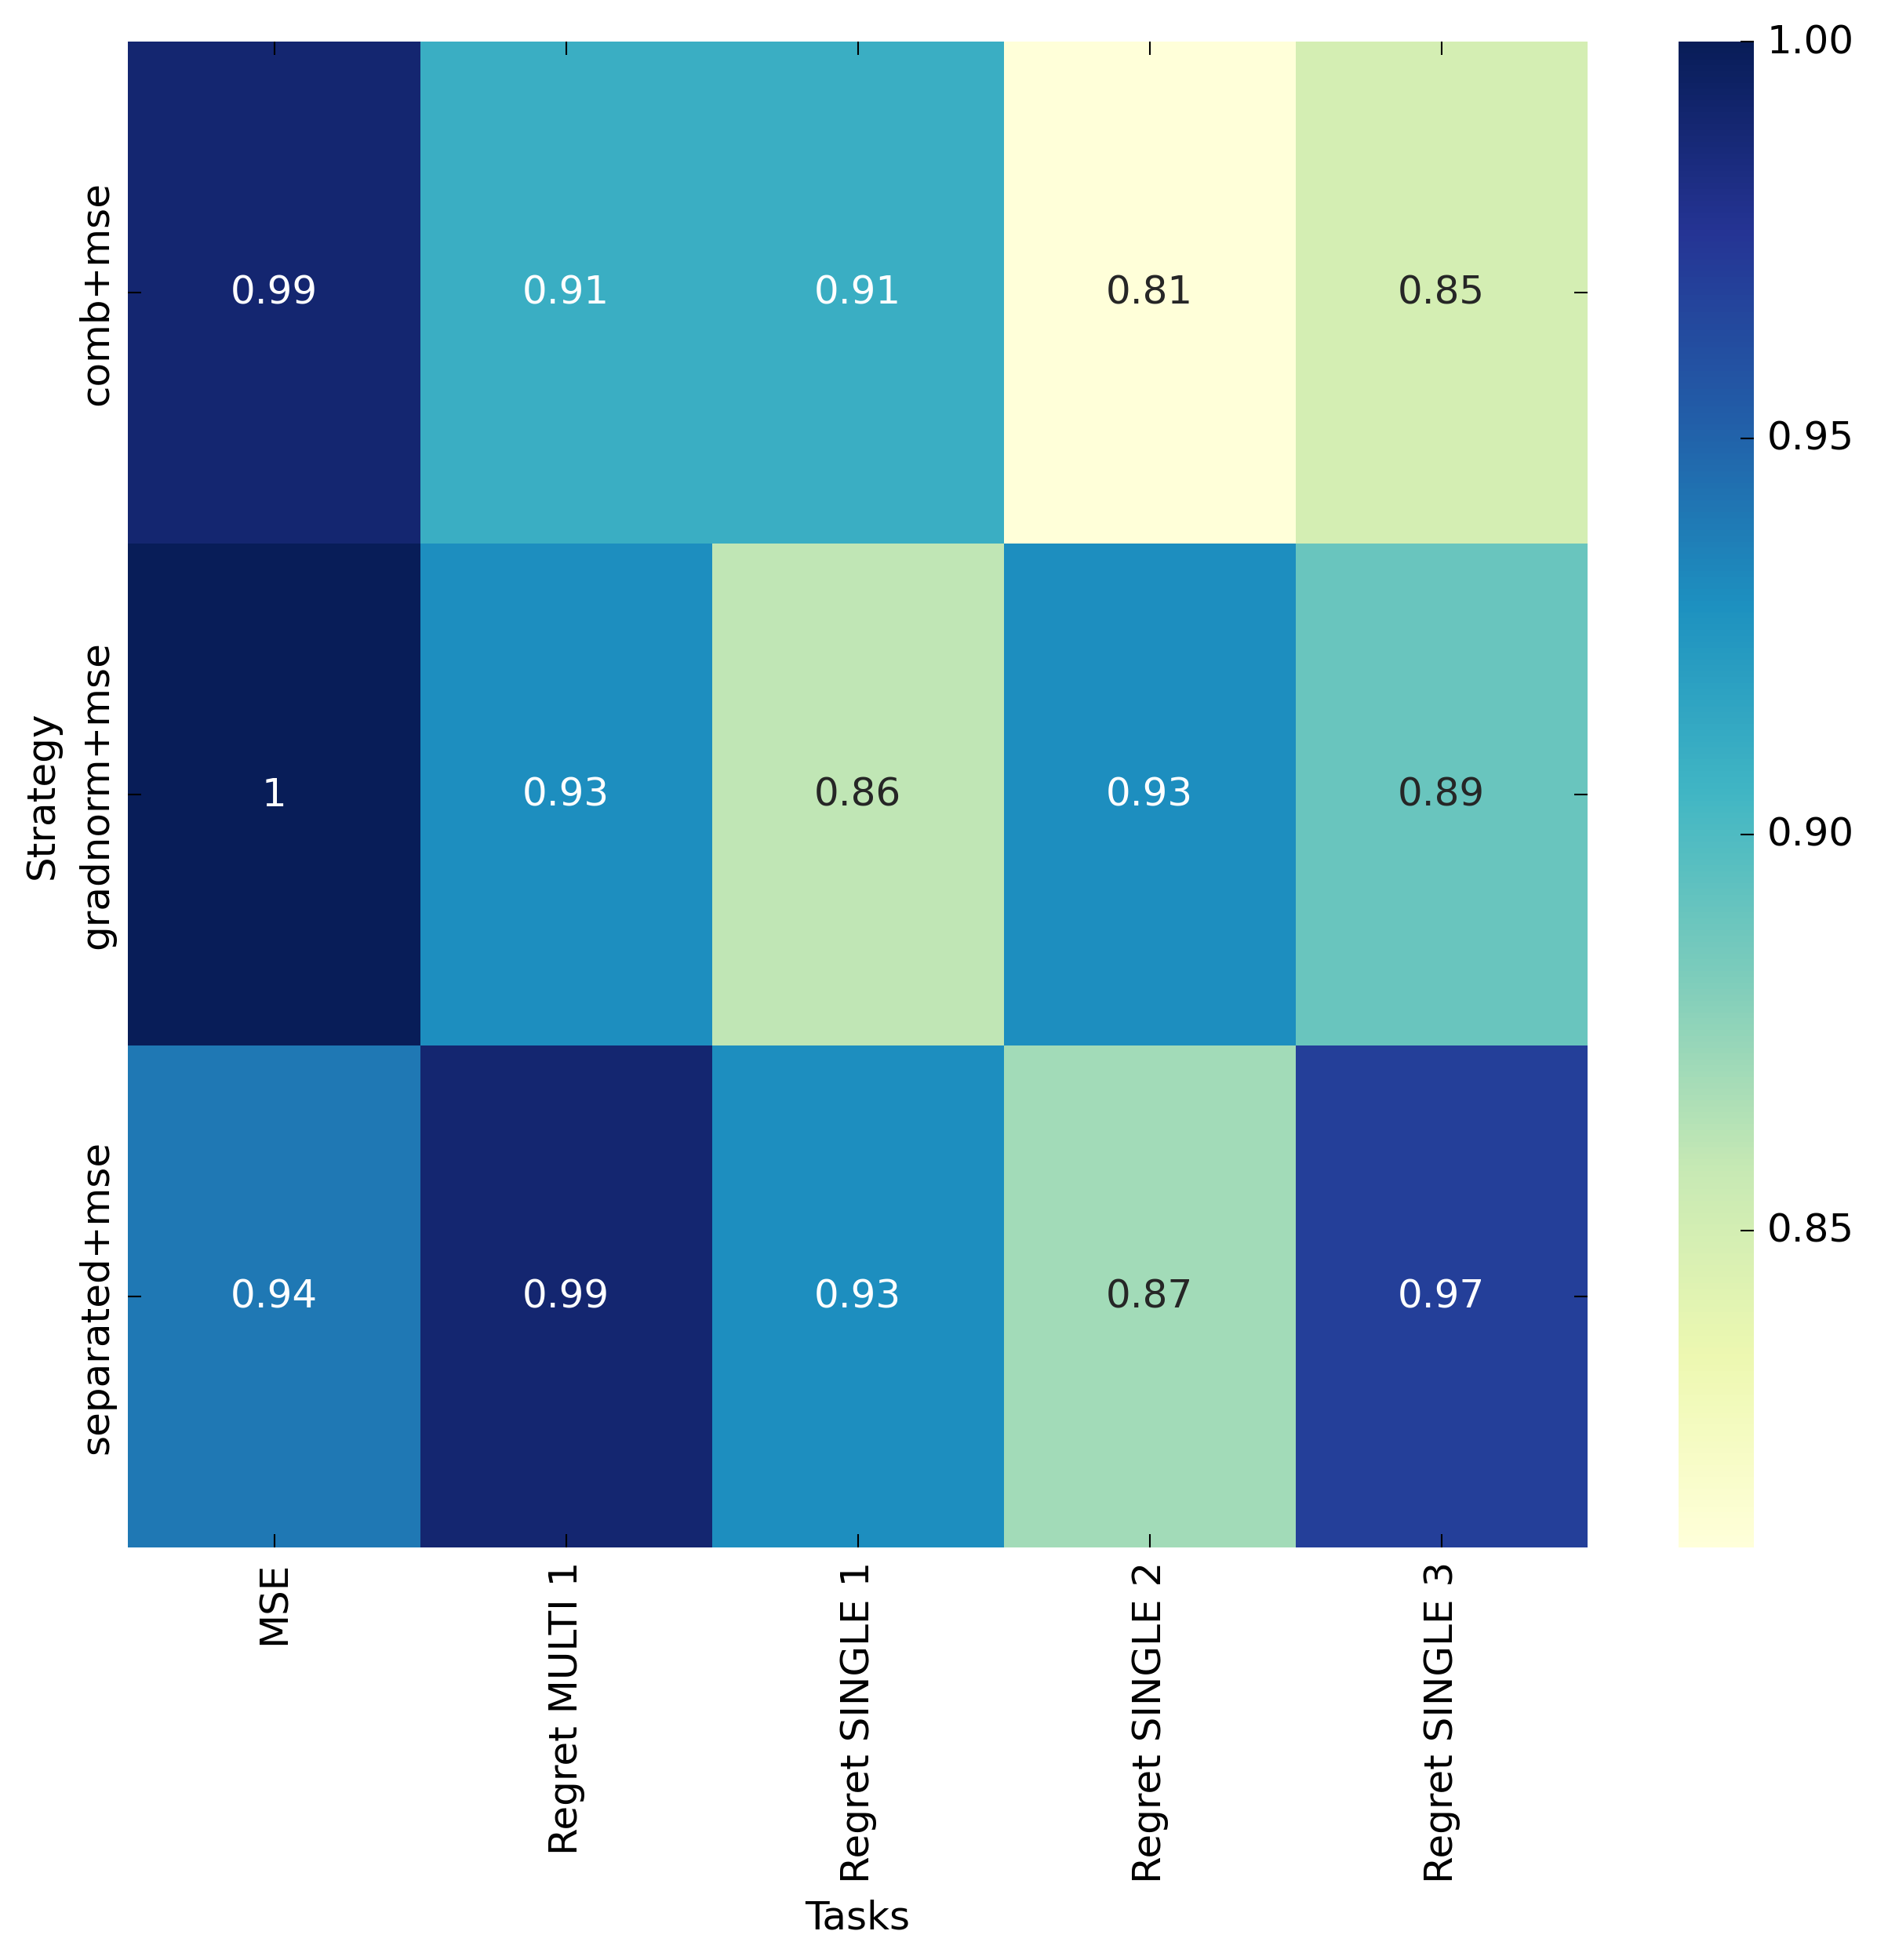 1.00
0.95
0.90
0.85
Strategy
comb+mse
0.99 0.91 0.91 0.81 0.85
gradnorm+mse
1 0.93 0.86 0.93 0.89
separated+mse
0.94 0.99 0.93 0.87 0.97
MSE
Regret MULTI 1
Regret SINGLE 1
Regret SINGLE 2
Regret SINGLE 3
Tasks